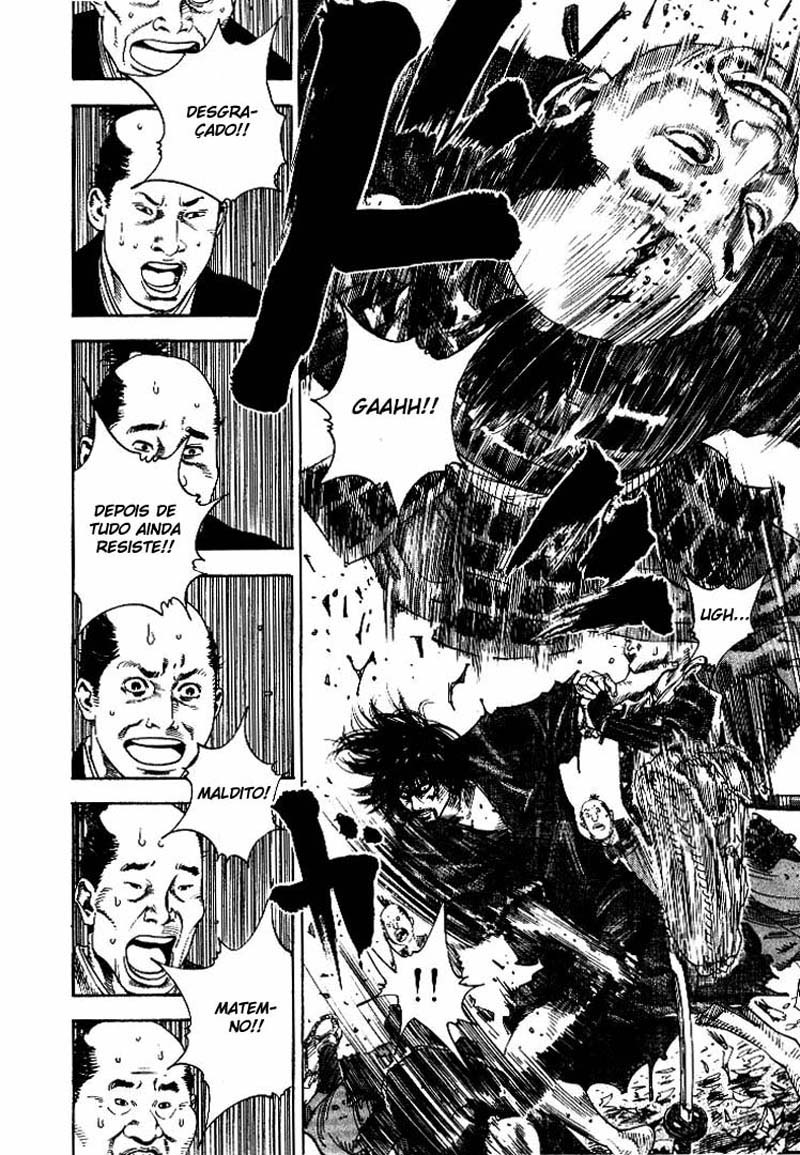 DESGRA-
ÇADO!!
GAAHH!!
DEPOIS DE
TUDO AINDA
RESISTE!!
UGH...
MALDITO!
!!
MATEM-
NO!!